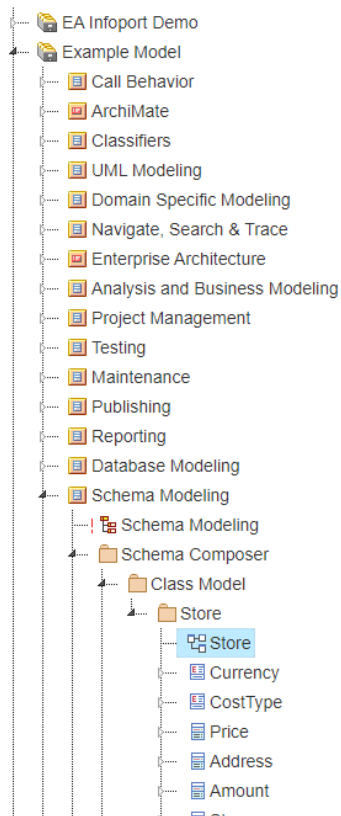 EA Infoport Demo
Example Model
Call Behavior
ArchiMate
Classifiers
UML Modeling
Domain Specific Modeling
Navigate, Search & Trace
Enterprise Architecture
Analysis and Business Modeling
Project Management
Testing
Maintenance
Publishing
Reporting
Database Modeling
Schema Modeling
! Schema Modeling
Schema Composer
Class Model
Store
Store
Currency
CostType
Price
Address
Amount